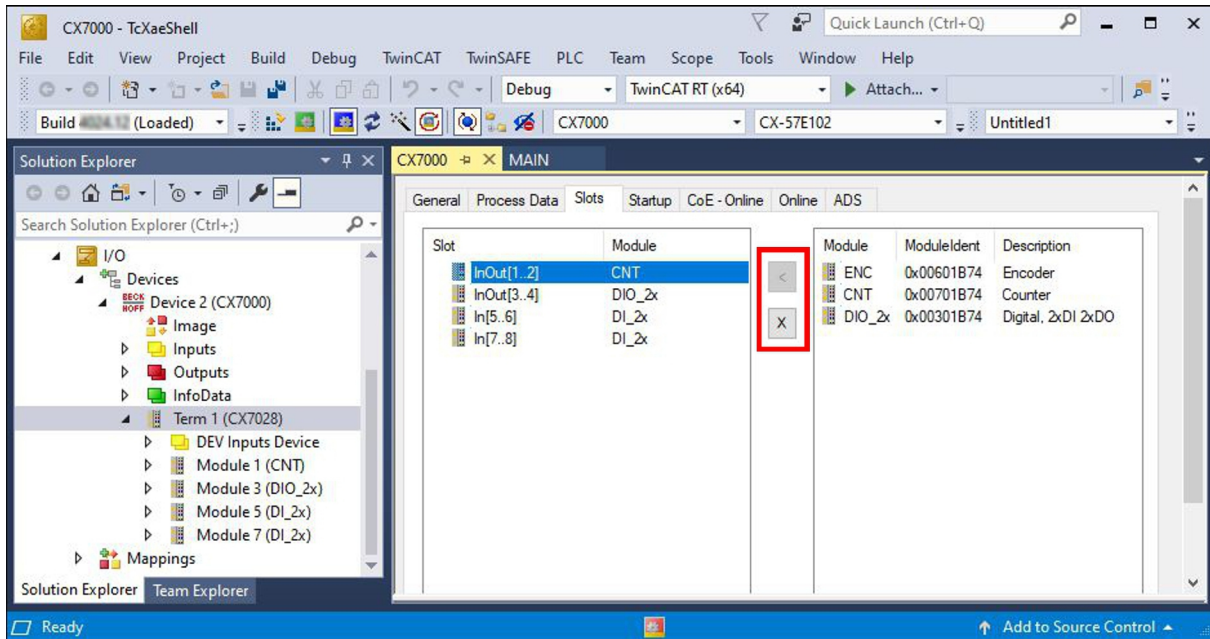 CX7000 - TcXaeShell
Quick Launch (Ctrl+Q)
File Edit View Project Build Debug TwinCAT TwinSAFE PLC Team Scope Tools Window Help
Debug TwinCAT RT (x64) Attach...
Build (Loaded) CX7000 CX-57E102 Untitled1
Solution Explorer
CX7000 MAIN
Search Solution Explorer (Ctrl+;)
I/O
Devices
BECKHOFF Device 2 (CX7000)
Image
Inputs
Outputs
InfoData
Term 1 (CX7028)
DEV Inputs Device
Module 1 (CNT)
Module 3 (DIO_2x)
Module 5 (DI_2x)
Module 7 (DI_2x)
Mappings
Solution Explorer Team Explorer
General Process Data Slots Startup CoE - Online Online ADS
Slot Module
InOut[1..2] CNT
InOut[3..4] DIO_2x
In[5..6] DI_2x
In[7..8] DI_2x
<
X
Module ModuleIdent Description
ENC 0x00601B74 Encoder
CNT 0x00701B74 Counter
DIO_2x 0x00301B74 Digital, 2xDI 2xDO
Ready
Add to Source Control